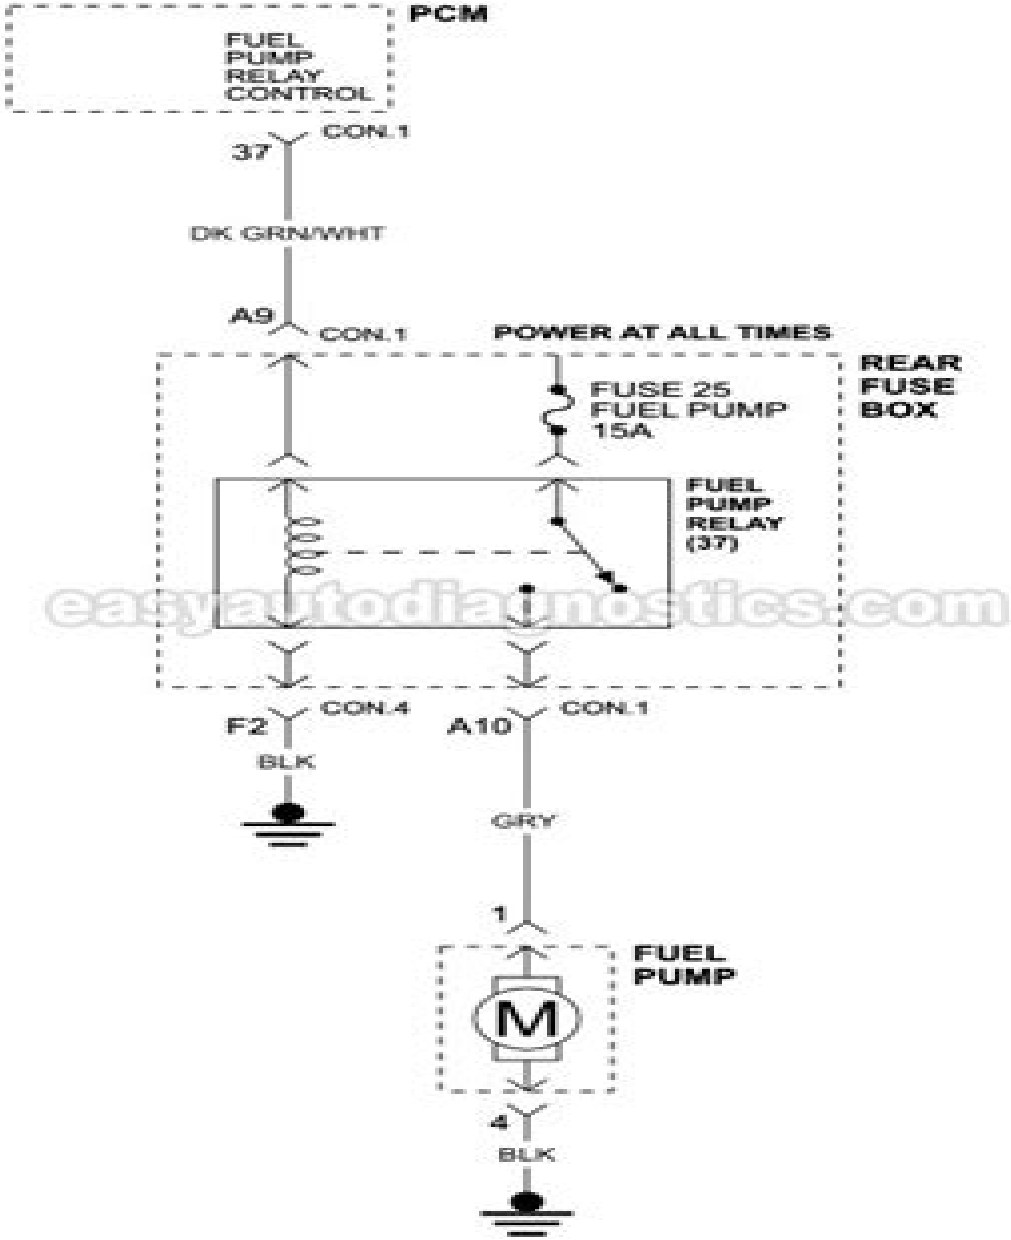 PCM
FUEL
PUMP
RELAY
CONTROL
CON.1
37
DK GRN/WHT
A9
CON.1
POWER AT ALL TIMES
REAR
FUSE
BOX
FUSE 25
FUEL PUMP
15A
FUEL
PUMP
RELAY
(37)
easyautodiagnostics.com
CON.4
F2
CON.1
A10
BLK
GRY
1
FUEL
PUMP
M
4
BLK